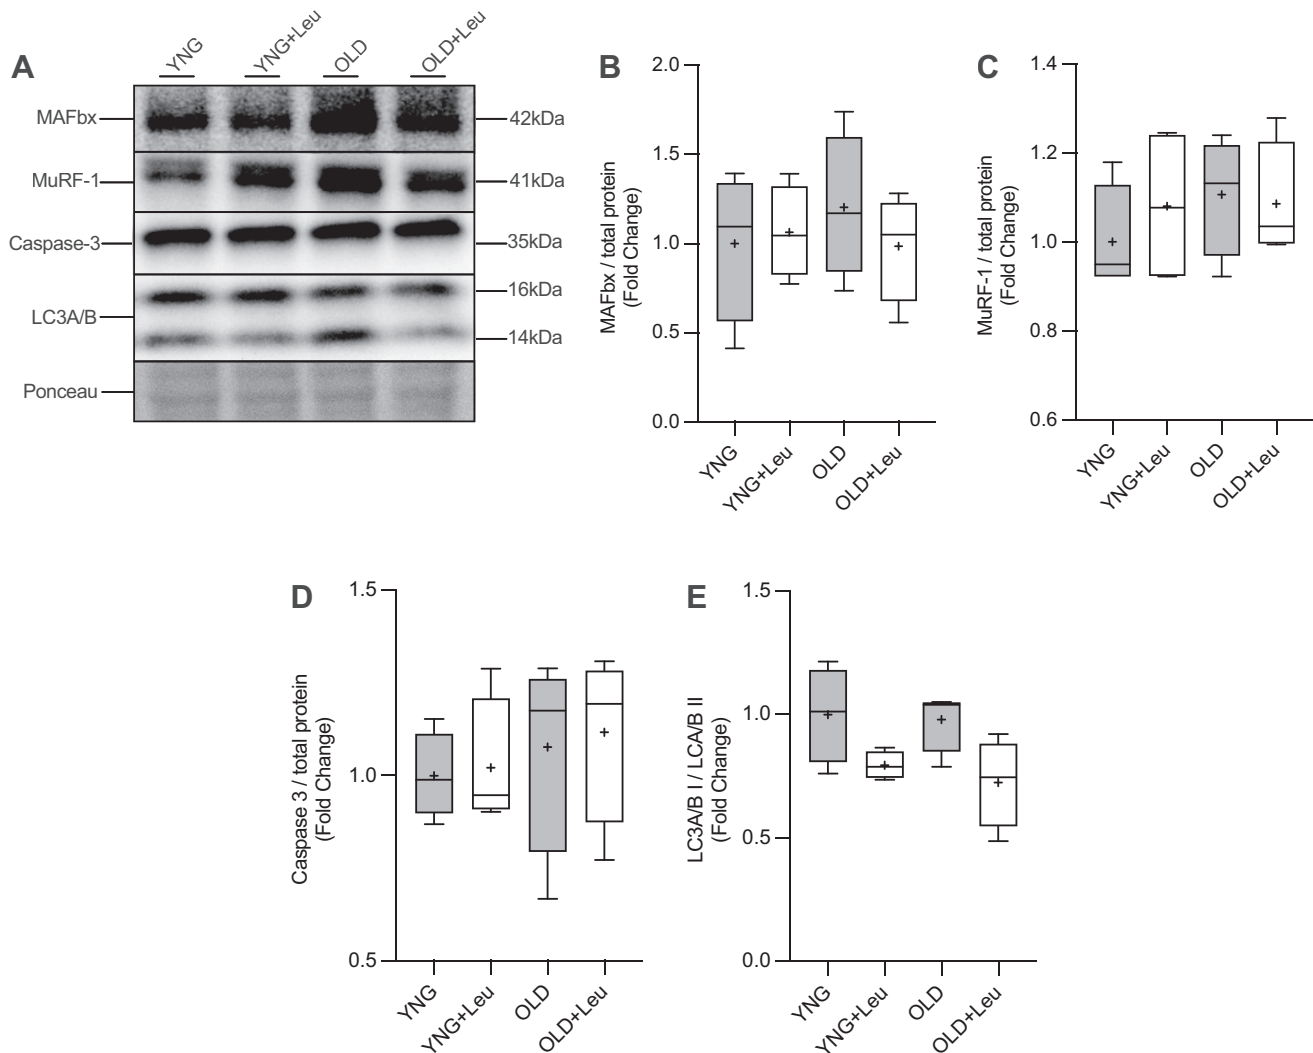 A
YNG
YNG+Leu
OLD
OLD+Leu
MAFbx
42kDa
MuRF-1
41kDa
Caspase-3
35kDa
LC3A/B
16kDa
14kDa
Ponceau
B
MAFbx / total protein
(Fold Change)
2.0
1.5
1.0
0.5
0.0
YNG
YNG+Leu
OLD
OLD+Leu
C
MuRF-1 / total protein
(Fold Change)
1.4
1.2
1.0
0.8
0.6
YNG
YNG+Leu
OLD
OLD+Leu
D
Caspase 3 / total protein
(Fold Change)
1.5
1.0
0.5
YNG
YNG+Leu
OLD
OLD+Leu
E
LC3A/B I / LCA/B II
(Fold Change)
1.5
1.0
0.5
0.0
YNG
YNG+Leu
OLD
OLD+Leu